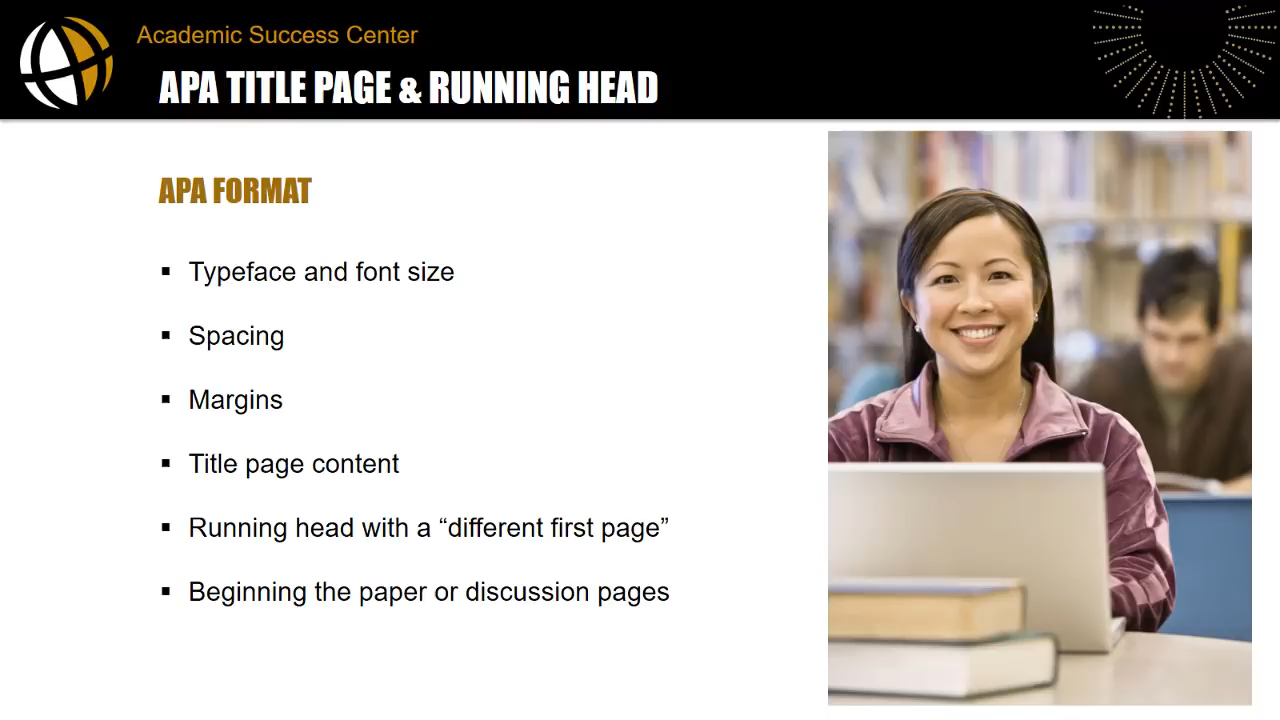 Academic Success Center
APA TITLE PAGE & RUNNING HEAD
APA FORMAT
▪ Typeface and font size
▪ Spacing
▪ Margins
▪ Title page content
▪ Running head with a “different first page”
▪ Beginning the paper or discussion pages